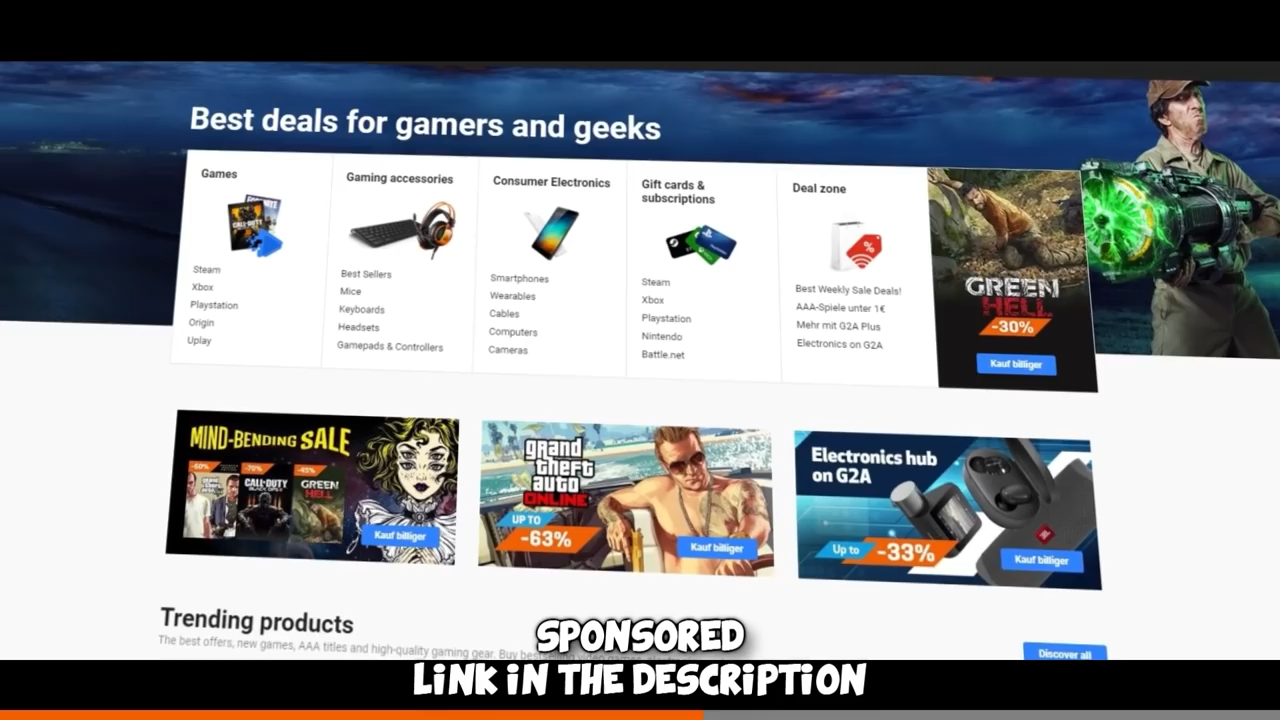 Best deals for gamers and geeks
Games
Steam
Xbox
Playstation
Origin
Uplay
Gaming accessories
Best Sellers
Mice
Keyboards
Headsets
Gamepads & Controllers
Consumer Electronics
Smartphones
Wearables
Cables
Computers
Cameras
Gift cards &
subscriptions
Steam
Xbox
Playstation
Nintendo
Battle.net
Deal zone
%
Best Weekly Sale Deals!
AAA-Spiele unter 1€
Mehr mit G2A Plus
Electronics on G2A
GREEN
HELL
-30%
Kauf billiger
MIND-BENDING SALE
-60%
-70%
-45%
CALL·DUTY
GREEN
HELL
Kauf billiger
grand
theft
auto
ONLINE
UP TO
-63%
Kauf billiger
Electronics hub
on G2A
Up to
-33%
Kauf billiger
Trending products
The best offers, new games, AAA titles and high-quality gaming gear. Buy
Discover all
SPONSORED
LINK IN THE DESCRIPTION